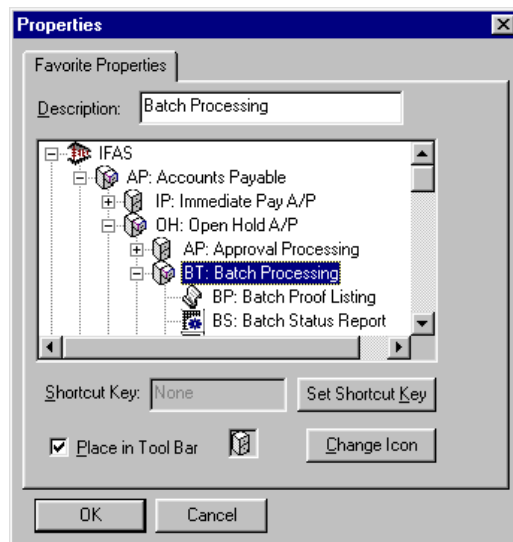 Properties
Favorite Properties
Description: Batch Processing
IFAS
AP: Accounts Payable
IP: Immediate Pay A/P
OH: Open Hold A/P
AP: Approval Processing
BT: Batch Processing
BP: Batch Proof Listing
BS: Batch Status Report
Shortcut Key: None Set Shortcut Key
Place in Tool Bar Change Icon
OK Cancel